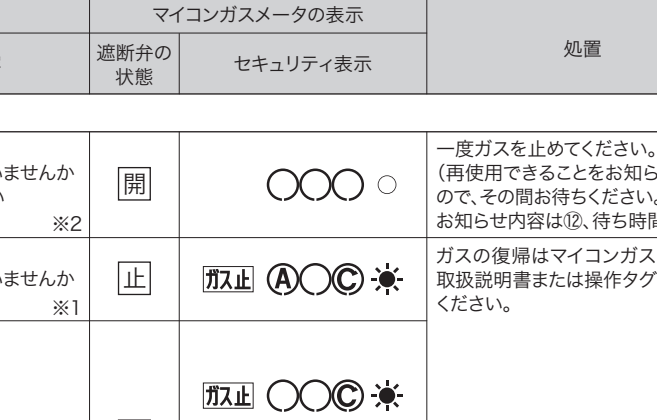 マイコンガスメータの表示
遮断弁の
状態
セキュリティ表示
処置
いませんか
い
※2
開
○○○ ○
一度ガスを止めてください。
(再使用できることをお知ら
ので、その間お待ちください。
お知らせ内容は⑫、待ち時間
ませんか
※1
止
ガス止 Ⓐ○Ⓒ
ガスの復帰はマイコンガス
取扱説明書または操作タグ
ください。
ガス止 ○○Ⓒ